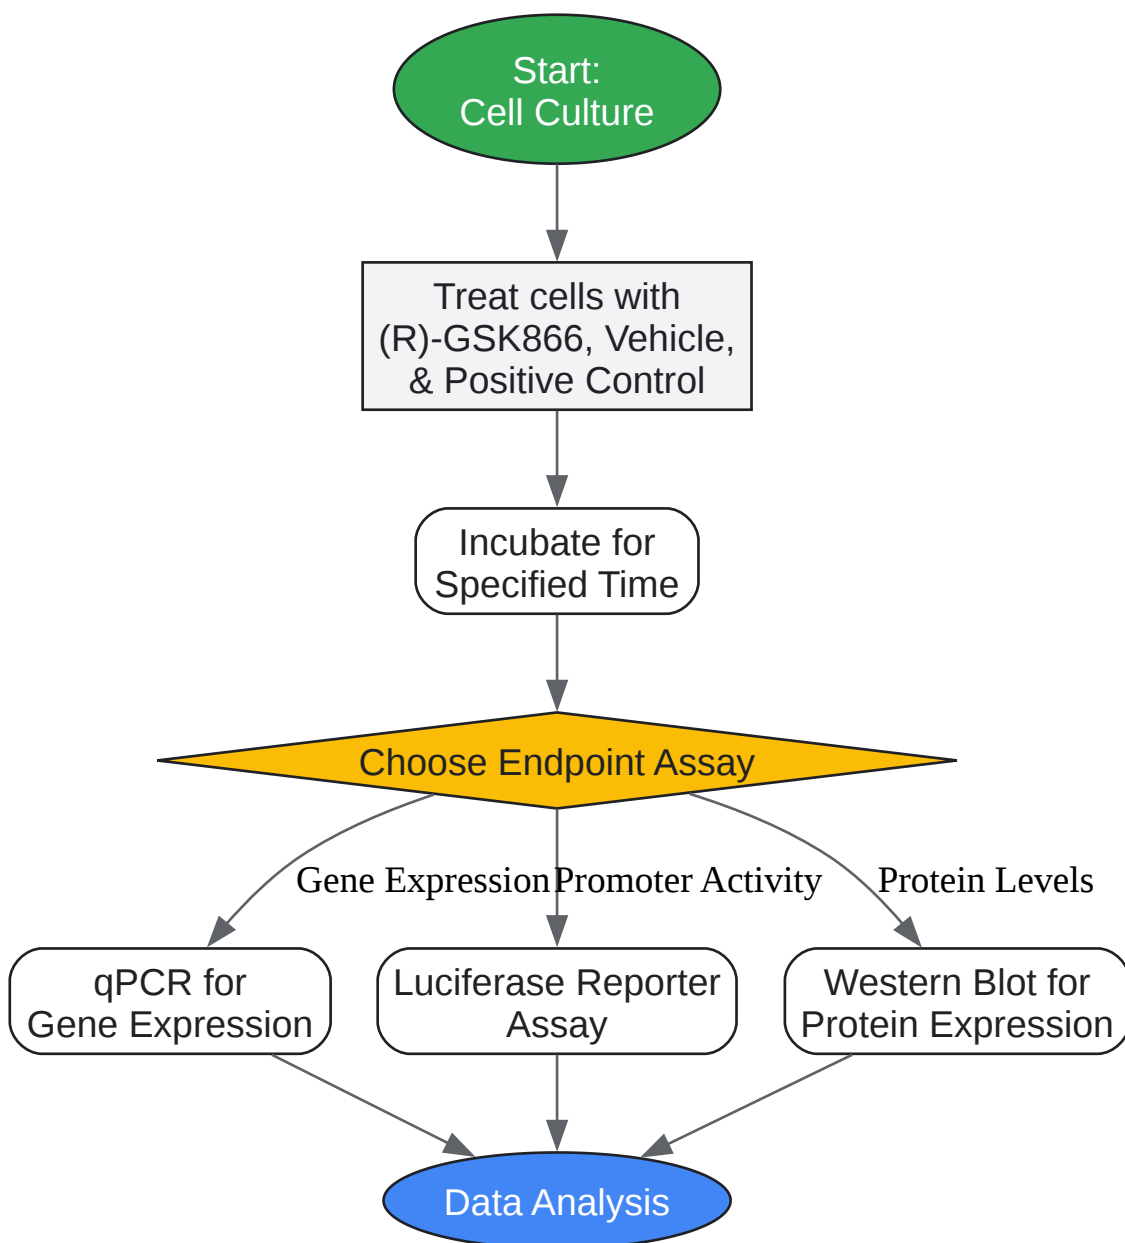 Start:
Cell Culture
Treat cells with
(R)-GSK866, Vehicle,
& Positive Control
Incubate for
Specified Time
Choose Endpoint Assay
Gene Expression
Promoter Activity
Protein Levels
qPCR for
Gene Expression
Luciferase Reporter
Assay
Western Blot for
Protein Expression
Data Analysis